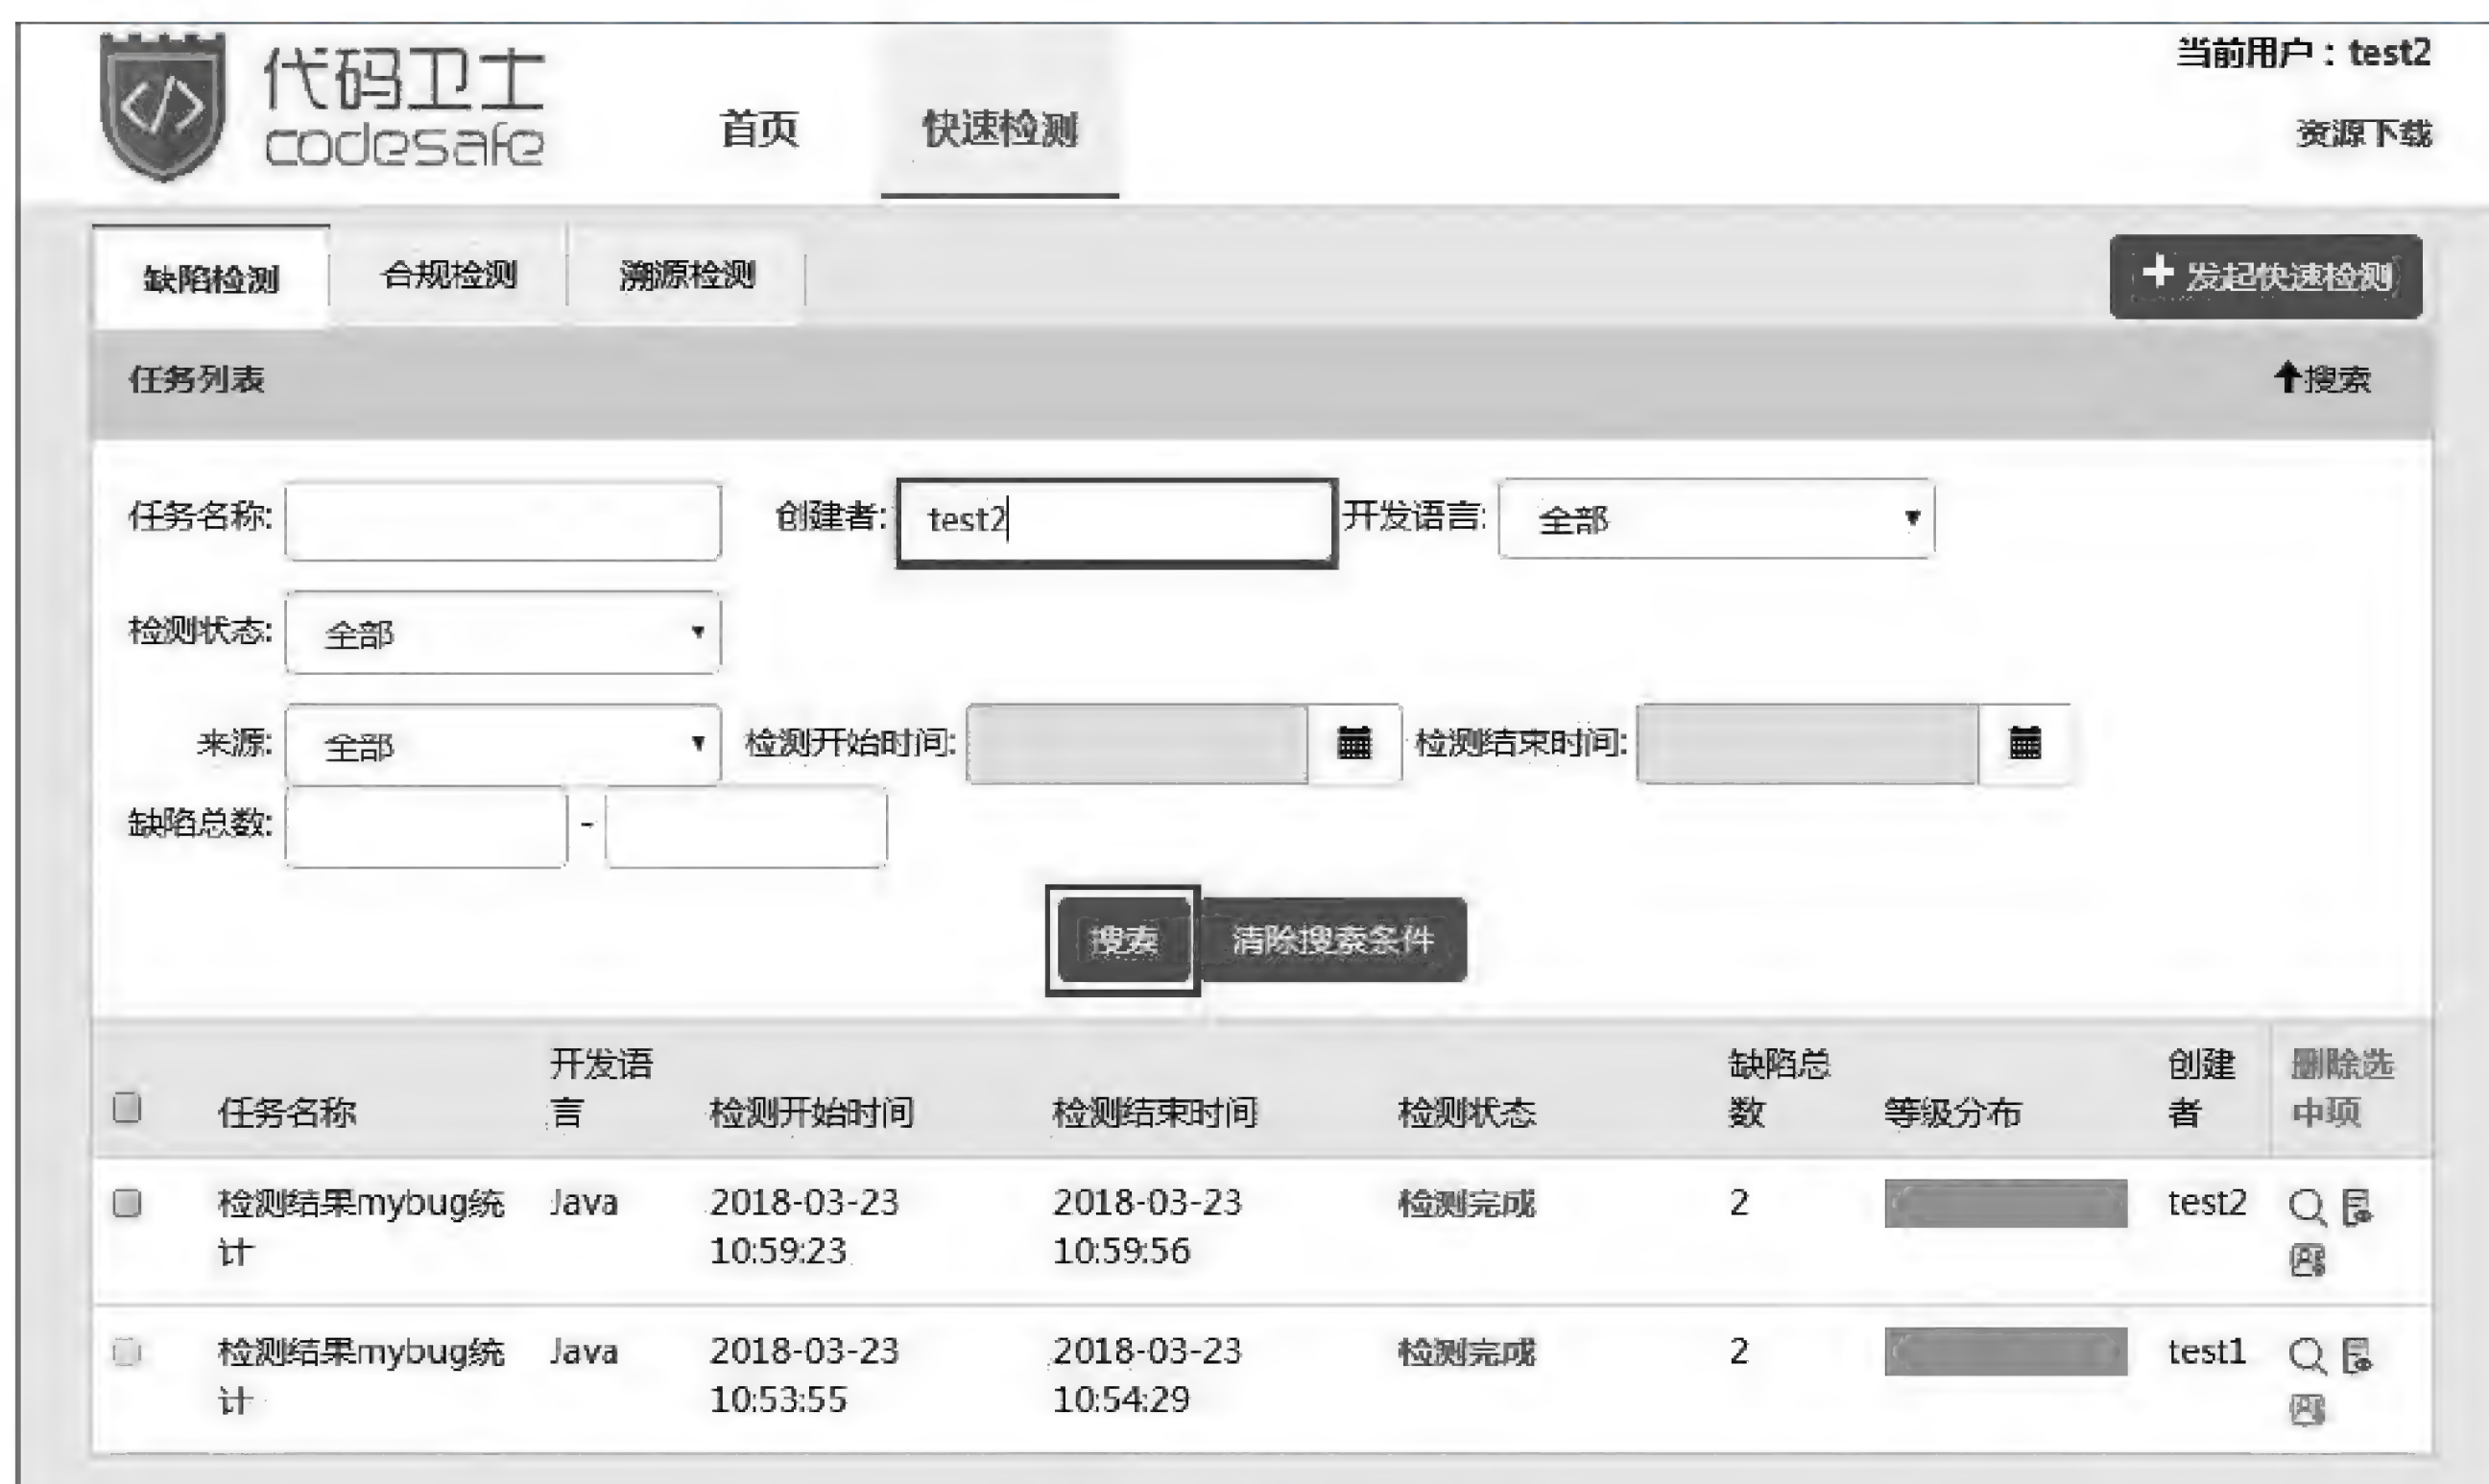 代码卫士
codesafe
首页
快速检测
当前用户：test2
资源下载
缺陷检测
合规检测
溯源检测
+ 发起快速检测
任务列表
搜索
任务名称:
创建者: test2
开发语言: 全部
检测状态: 全部
来源: 全部
检测开始时间:
检测结束时间:
缺陷总数: -
搜索
清除搜索条件
任务名称
开发语
言
检测开始时间
检测结束时间
检测状态
缺陷总
数
等级分布
创建
者
删除选
中项
检测结果mybug统
计
Java
2018-03-23
10:59:23
2018-03-23
10:59:56
检测完成
2
test2
检测结果mybug统
计
Java
2018-03-23
10:53:55
2018-03-23
10:54:29
检测完成
2
test1